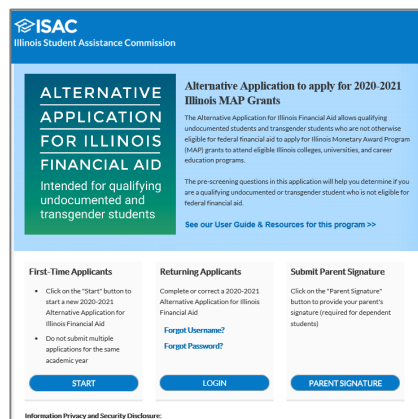 ISAC
Illinois Student Assistance Commission
ALTERNATIVE
APPLICATION
FOR ILLINOIS
FINANCIAL AID
Intended for qualifying
undocumented and
transgender students
Alternative Application to apply for 2020-2021
Illinois MAP Grants
The Alternative Application for Illinois Financial Aid allows qualifying
undocumented students and transgender students who are not otherwise
eligible for federal financial aid to apply for Illinois Monetary Award Program
(MAP) grants to attend eligible Illinois colleges, universities, and career
education programs.
The pre-screening questions in this application will help you determine if you
are a qualifying undocumented or transgender student who is not eligible for
federal financial aid.
See our User Guide & Resources for this program >>
First-Time Applicants
• Click on the "Start" button to
start a new 2020-2021
Alternative Application for
Illinois Financial Aid
• Do not submit multiple
applications for the same
academic year
START
Returning Applicants
Complete or correct a 2020-2021
Alternative Application for Illinois
Financial Aid
Forgot Username?
Forgot Password?
LOGIN
Submit Parent Signature
Click on the "Parent Signature"
button to provide your parent's
signature (required for dependent
students)
PARENT SIGNATURE
Information Privacy and Security Disclosure: